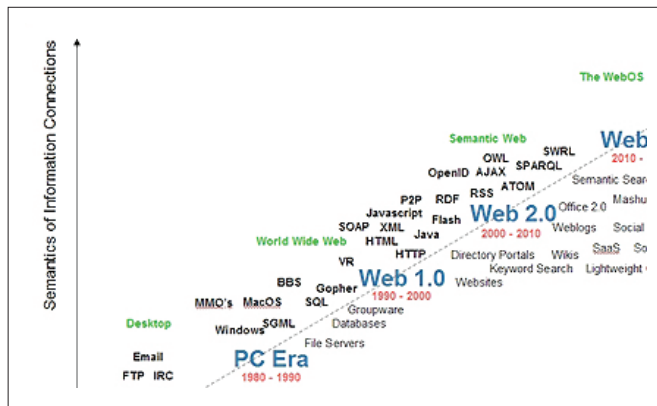 The WebOS
Semantic Web
Web
2010 -
SWRL
OWL
SPARQL
OpenID
AJAX
Semantic Sear
ATOM
RSS
P2P
RDF
Office 2.0
Mashu
Javascript
Flash
Web 2.0
2000 - 2010
SOAP
XML
Java
Weblogs
Social
World Wide Web
HTML
HTTP
Directory Portals
Wikis
SaaS
So
VR
Keyword Search
Lightweight
BBS
Gopher
Web 1.0
1990 - 2000
Websites
MMO's
MacOS
SQL
Groupware
Desktop
Windows
SGML
Databases
File Servers
Email
PC Era
1980 - 1990
FTP
IRC
Semantics of Information Connections